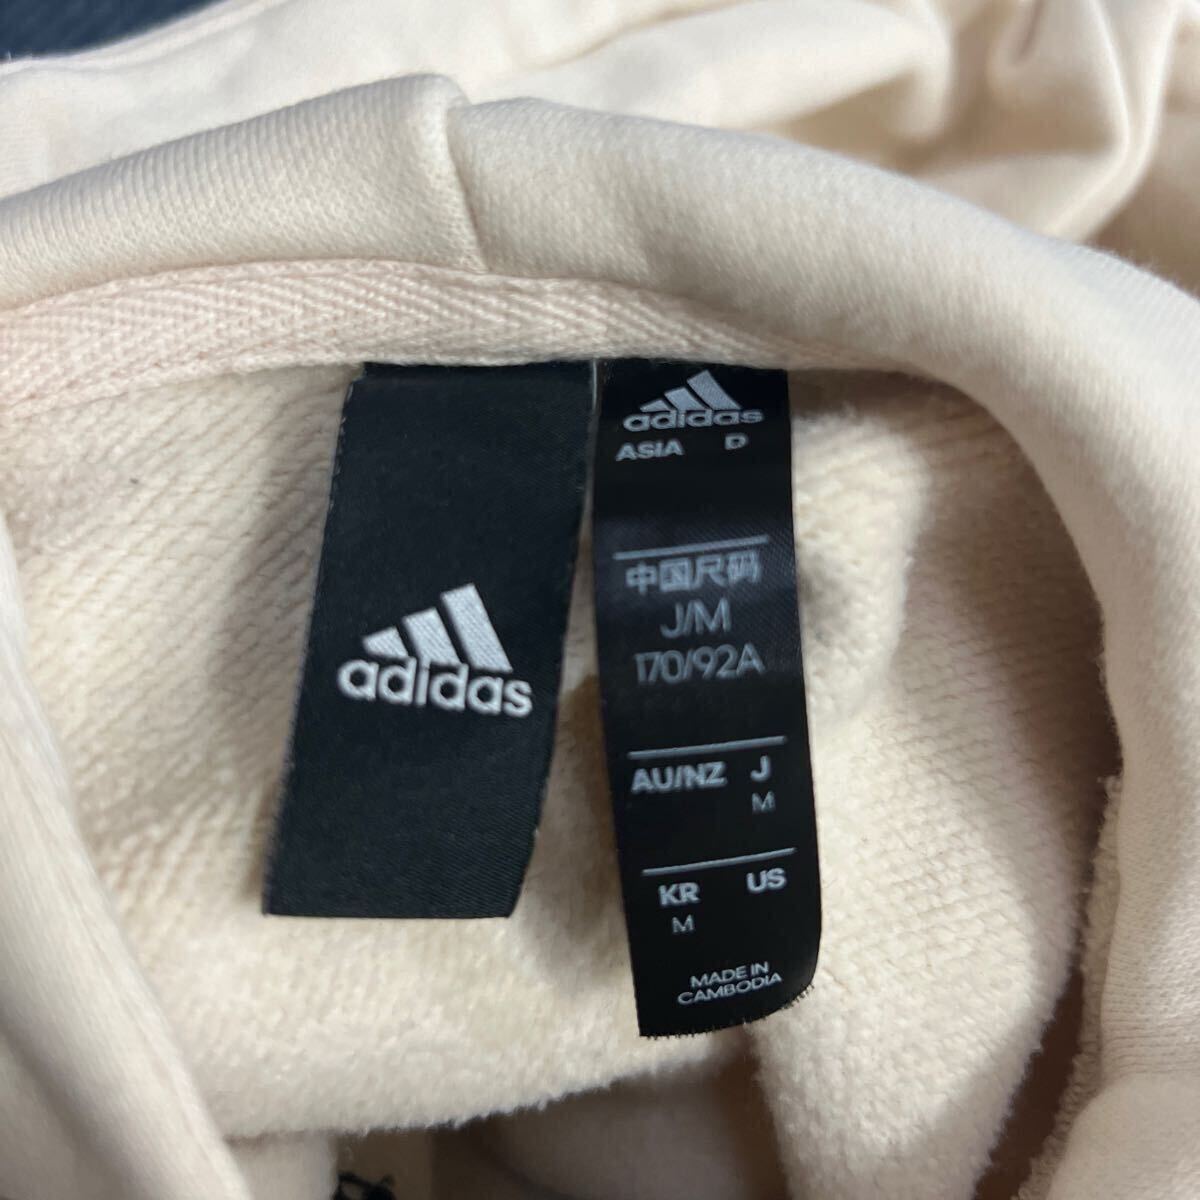 adidas
adidas
ASIA D
中国尺码
J/M
170/92A
AU/NZ J
M
KR US
M
MADE IN
CAMBODIA